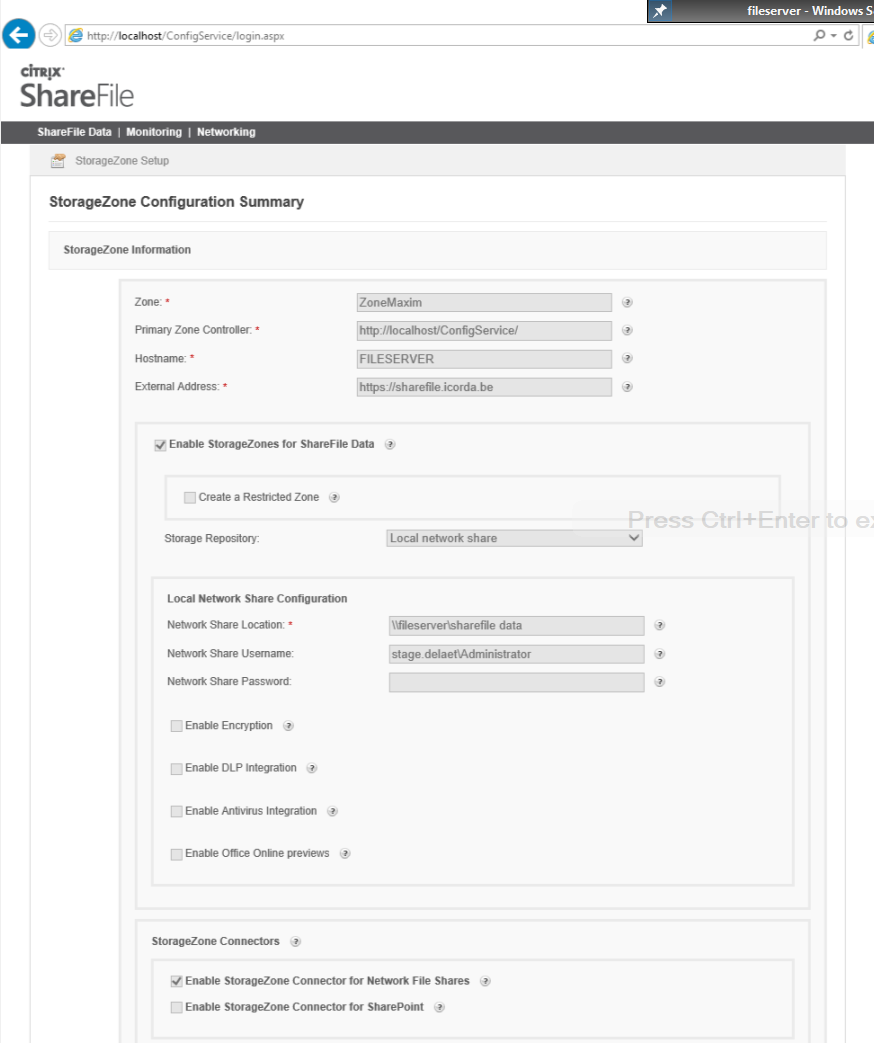 fileserver - Windows S
http://localhost/ConfigService/login.aspx
CİTRIX
ShareFile
ShareFile Data | Monitoring | Networking
StorageZone Setup
StorageZone Configuration Summary
StorageZone Information
Zone: * ZoneMaxim
Primary Zone Controller: * http://localhost/ConfigService/
Hostname: * FILESERVER
External Address: * https://sharefile.icorda.be
Enable StorageZones for ShareFile Data
Create a Restricted Zone
Press Ctrl+Enter to ex
Storage Repository: Local network share
Local Network Share Configuration
Network Share Location: * \\fileserver\sharefile data
Network Share Username: stage.delaet\Administrator
Network Share Password:
Enable Encryption
Enable DLP Integration
Enable Antivirus Integration
Enable Office Online previews
StorageZone Connectors
Enable StorageZone Connector for Network File Shares
Enable StorageZone Connector for SharePoint